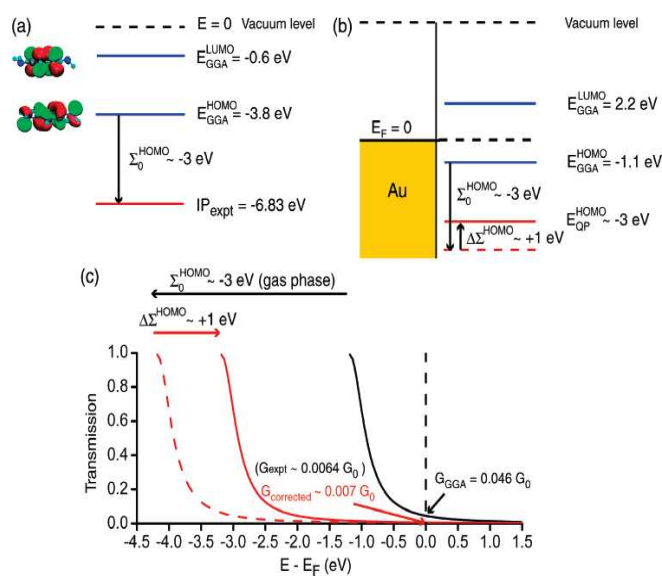 (a)
E = 0 Vacuum level
E_GGA^LUMO = -0.6 eV
E_GGA^HOMO = -3.8 eV
Σ_0^HOMO ~ -3 eV
IP_expt = -6.83 eV
(b)
Vacuum level
E_GGA^LUMO = 2.2 eV
E_F = 0
E_GGA^HOMO = -1.1 eV
Σ_0^HOMO ~ -3 eV
Au
E_QP^HOMO ~ -3 eV
ΔΣ^HOMO ~ +1 eV
(c)
Σ_0^HOMO ~ -3 eV (gas phase)
ΔΣ^HOMO ~ +1 eV
Transmission
1.0
0.8
0.6
0.4
0.2
0.0
(G_expt ~ 0.0064 G_0)
G_corrected ~ 0.007 G_0
G_GGA = 0.046 G_0
-4.5 -4.0 -3.5 -3.0 -2.5 -2.0 -1.5 -1.0 -0.5 0.0 0.5 1.0 1.5
E - E_F (eV)